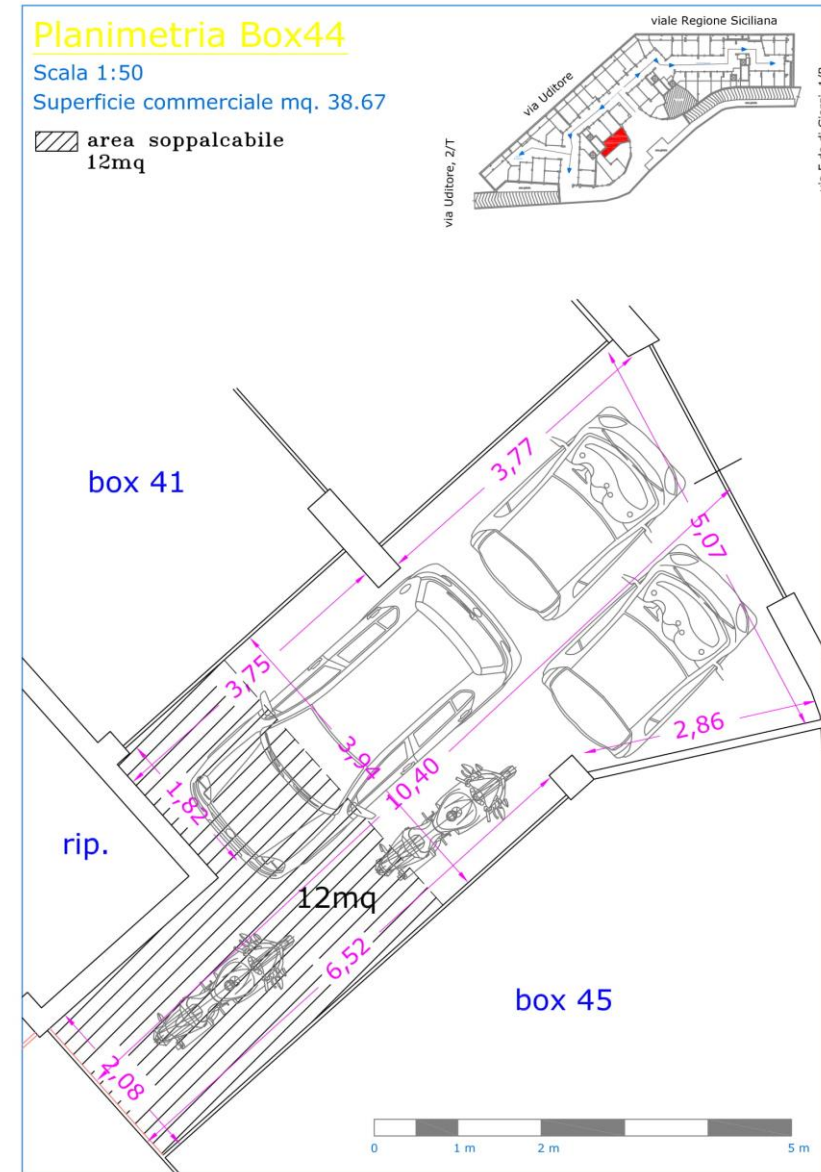 Planimetria Box44
Scala 1:50
Superficie commerciale mq. 38.67
area soppalcabile
12mq
viale Regione Siciliana
via Uditore
via Uditore, 2/T
box 41
3,77
5,07
3,75
2,86
3,94
10,40
1,82
rip.
12mq
6,52
box 45
2,08
0
1 m
2 m
5 m